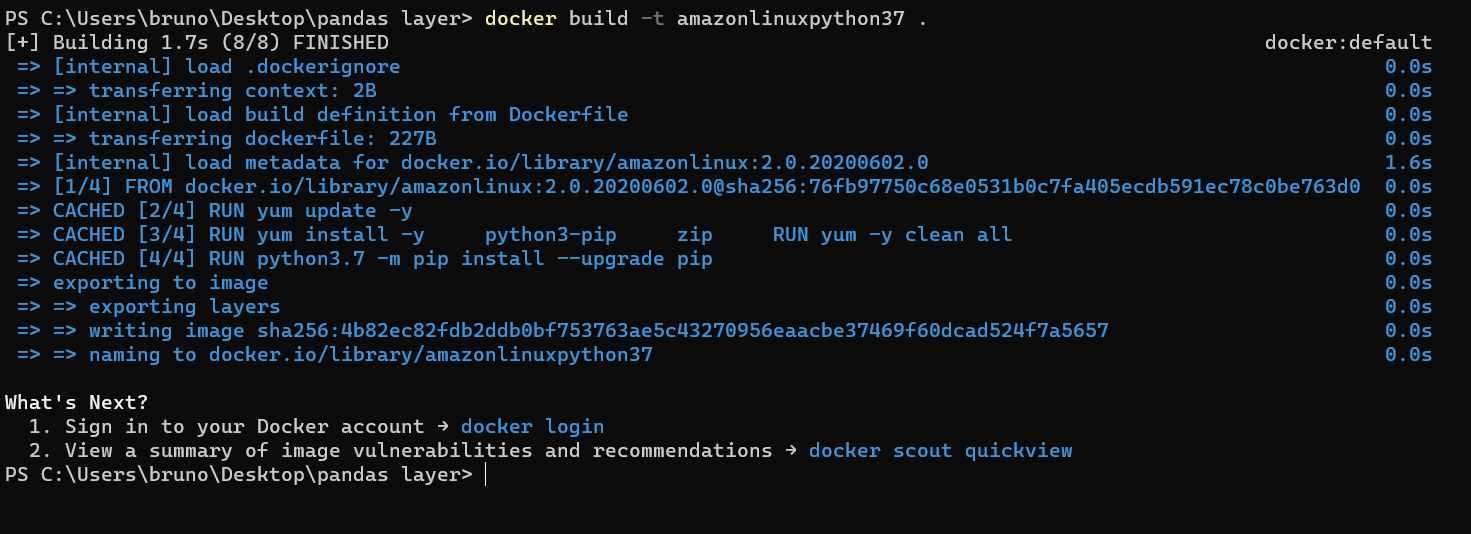 PS C:\Users\bruno\Desktop\pandas layer> docker build -t amazonlinuxpython37 .
[+] Building 1.7s (8/8) FINISHED docker:default
=> [internal] load .dockerignore 0.0s
=> => transferring context: 2B 0.0s
=> [internal] load build definition from Dockerfile 0.0s
=> => transferring dockerfile: 227B 0.0s
=> [internal] load metadata for docker.io/library/amazonlinux:2.0.20200602.0 1.6s
=> [1/4] FROM docker.io/library/amazonlinux:2.0.20200602.0@sha256:76fb97750c68e0531b0c7fa405ecdb591ec78c0be763d0 0.0s
=> CACHED [2/4] RUN yum update -y 0.0s
=> CACHED [3/4] RUN yum install -y     python3-pip     zip     RUN yum -y clean all 0.0s
=> CACHED [4/4] RUN python3.7 -m pip install --upgrade pip 0.0s
=> exporting to image 0.0s
=> => exporting layers 0.0s
=> => writing image sha256:4b82ec82fdb2ddb0bf753763ae5c43270956eaacbe37469f60dcad524f7a5657 0.0s
=> => naming to docker.io/library/amazonlinuxpython37 0.0s
What's Next?
1. Sign in to your Docker account → docker login
2. View a summary of image vulnerabilities and recommendations → docker scout quickview
PS C:\Users\bruno\Desktop\pandas layer>